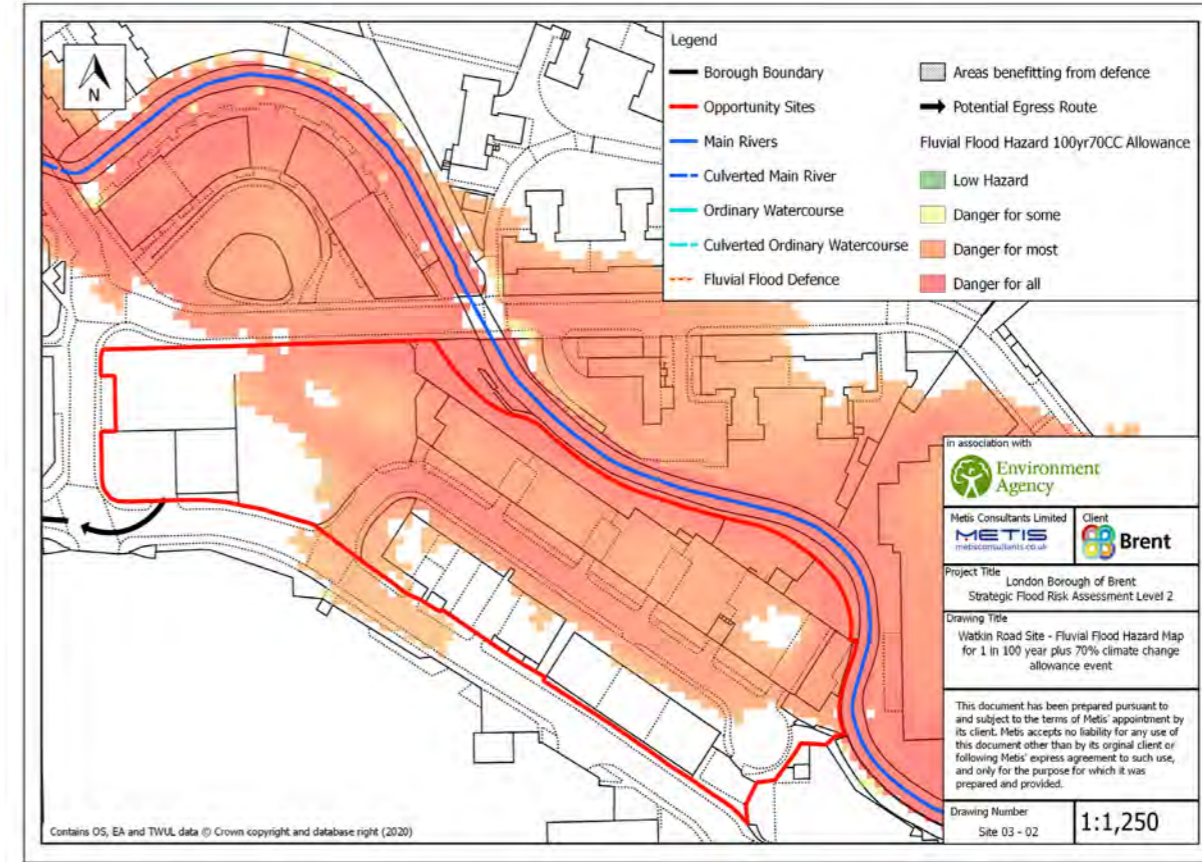 N
Legend
Borough Boundary
Opportunity Sites
Main Rivers
Culverted Main River
Ordinary Watercourse
Culverted Ordinary Watercourse
Fluvial Flood Defence
Areas benefitting from defence
Potential Egress Route
Fluvial Flood Hazard 100yr70CC Allowance
Low Hazard
Danger for some
Danger for most
Danger for all
in association with
Environment
Agency
Metis Consultants Limited
METIS
metisconsultants.co.uk
Client
Brent
Project Title
London Borough of Brent
Strategic Flood Risk Assessment Level 2
Drawing Title
Watkin Road Site - Fluvial Flood Hazard Map
for 1 in 100 year plus 70% climate change
allowance event
This document has been prepared pursuant to
and subject to the terms of Metis' appointment by
its client. Metis accepts no liability for any use of
this document other than by its orginal client or
following Metis' express agreement to such use,
and only for the purpose for which it was
prepared and provided.
Drawing Number
Site 03 - 02
1:1,250
Contains OS, EA and TWUL data © Crown copyright and database right (2020)